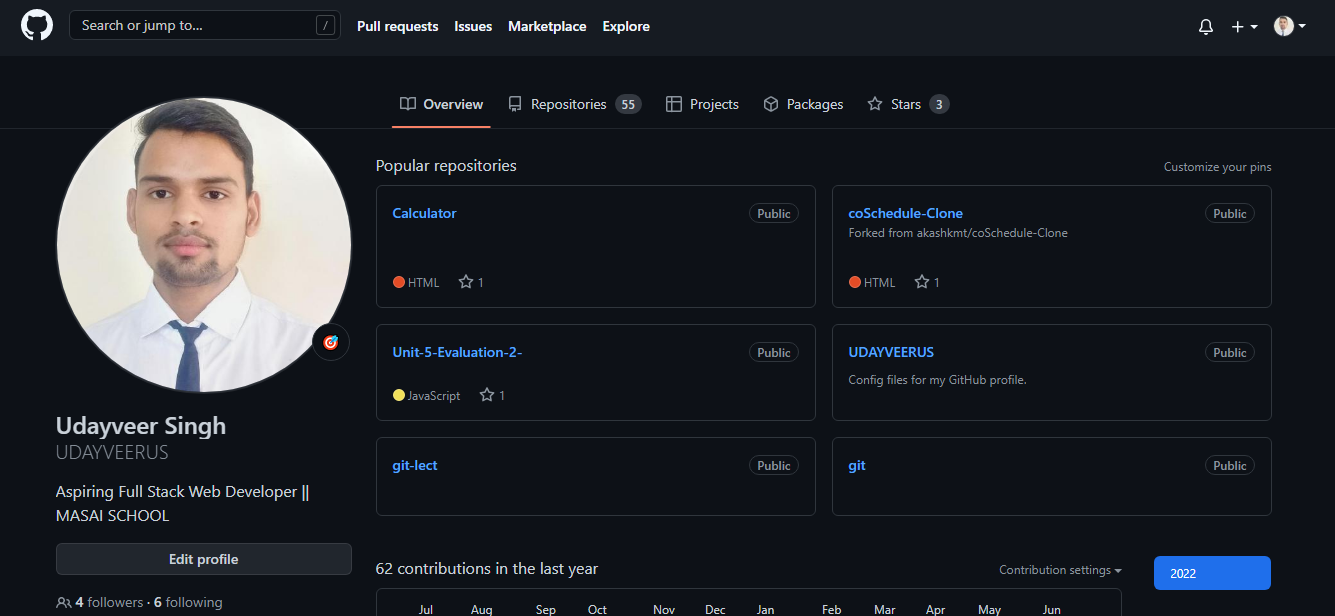 Search or jump to... /
Pull requests
Issues
Marketplace
Explore
Overview
Repositories 55
Projects
Packages
Stars 3
Udayveer Singh
UDAYVEERUS
Aspiring Full Stack Web Developer ||
MASAI SCHOOL
Edit profile
4 followers · 6 following
Popular repositories
Customize your pins
Calculator Public
HTML 1
coSchedule-Clone Public
Forked from akashkmt/coSchedule-Clone
HTML 1
Unit-5-Evaluation-2- Public
JavaScript 1
UDAYVEERUS Public
Config files for my GitHub profile.
git-lect Public
git Public
62 contributions in the last year
Contribution settings
2022
Jul Aug Sep Oct Nov Dec Jan Feb Mar Apr May Jun